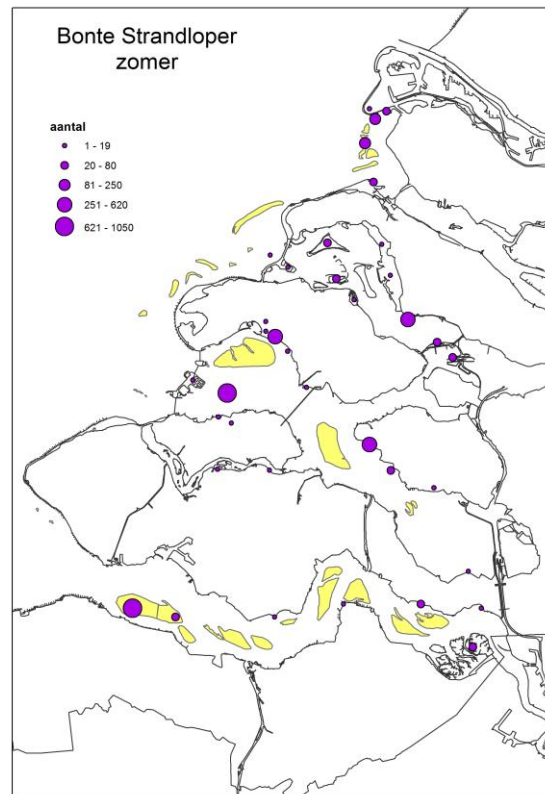 Bonte Strandloper
zomer
aantal
1 - 19
20 - 80
81 - 250
251 - 620
621 - 1050